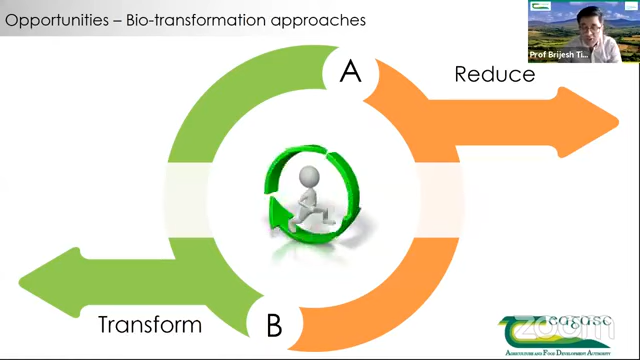 Opportunities – Bio-transformation approaches
Prof Brijesh Ti...
A
Reduce
Transform
B
teagasc
zoom
AGRICULTURE AND FOOD DEVELOPMENT AUTHORITY